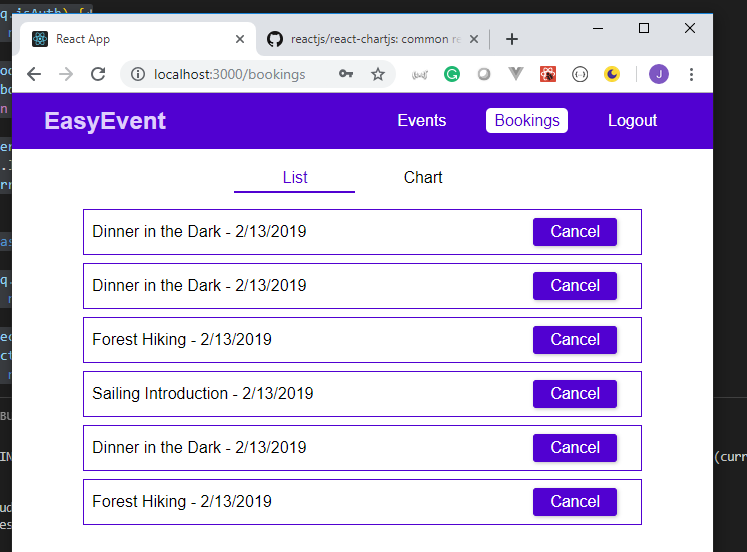 q.isAuth) {
React App
reactjs/react-chartjs: common re
localhost:3000/bookings
J
EasyEvent
Events
Bookings
Logout
List
Chart
Dinner in the Dark - 2/13/2019
Cancel
Dinner in the Dark - 2/13/2019
Cancel
Forest Hiking - 2/13/2019
Cancel
Sailing Introduction - 2/13/2019
Cancel
Dinner in the Dark - 2/13/2019
Cancel
(curr
Forest Hiking - 2/13/2019
Cancel